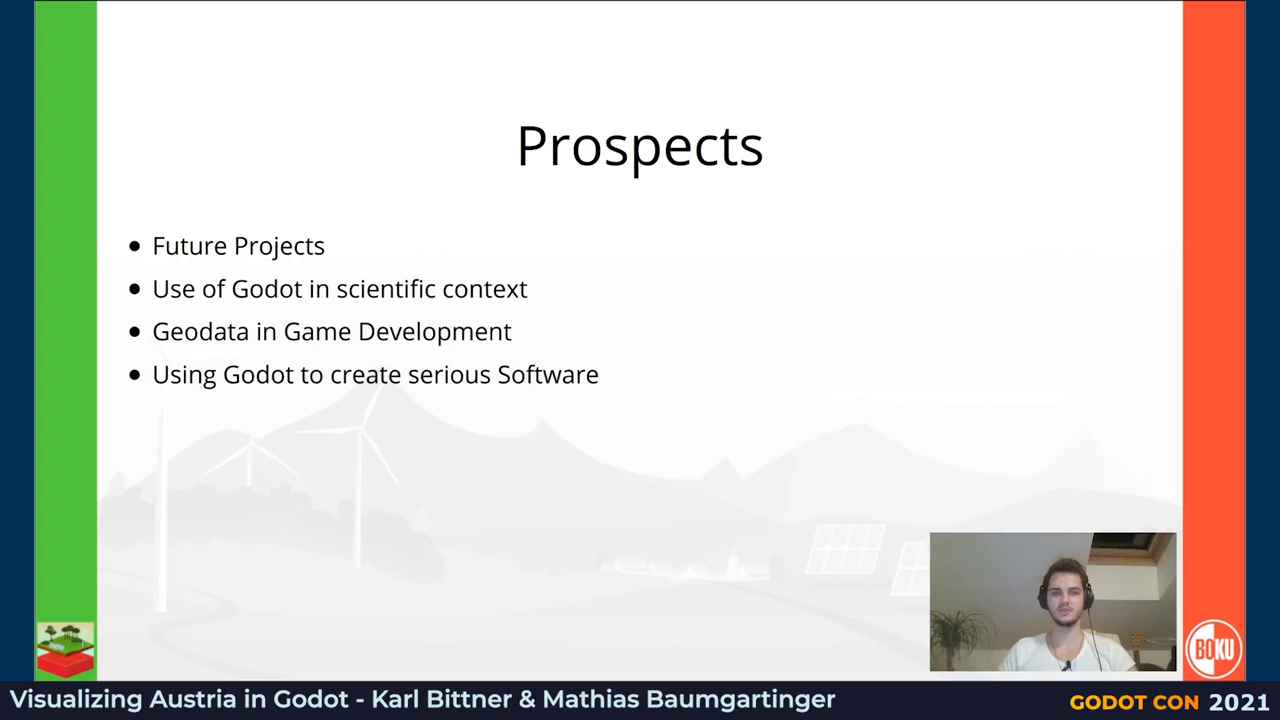 Prospects
Future Projects
Use of Godot in scientific context
Geodata in Game Development
Using Godot to create serious Software
BOKU
Visualizing Austria in Godot - Karl Bittner & Mathias Baumgartinger
GODOT CON 2021